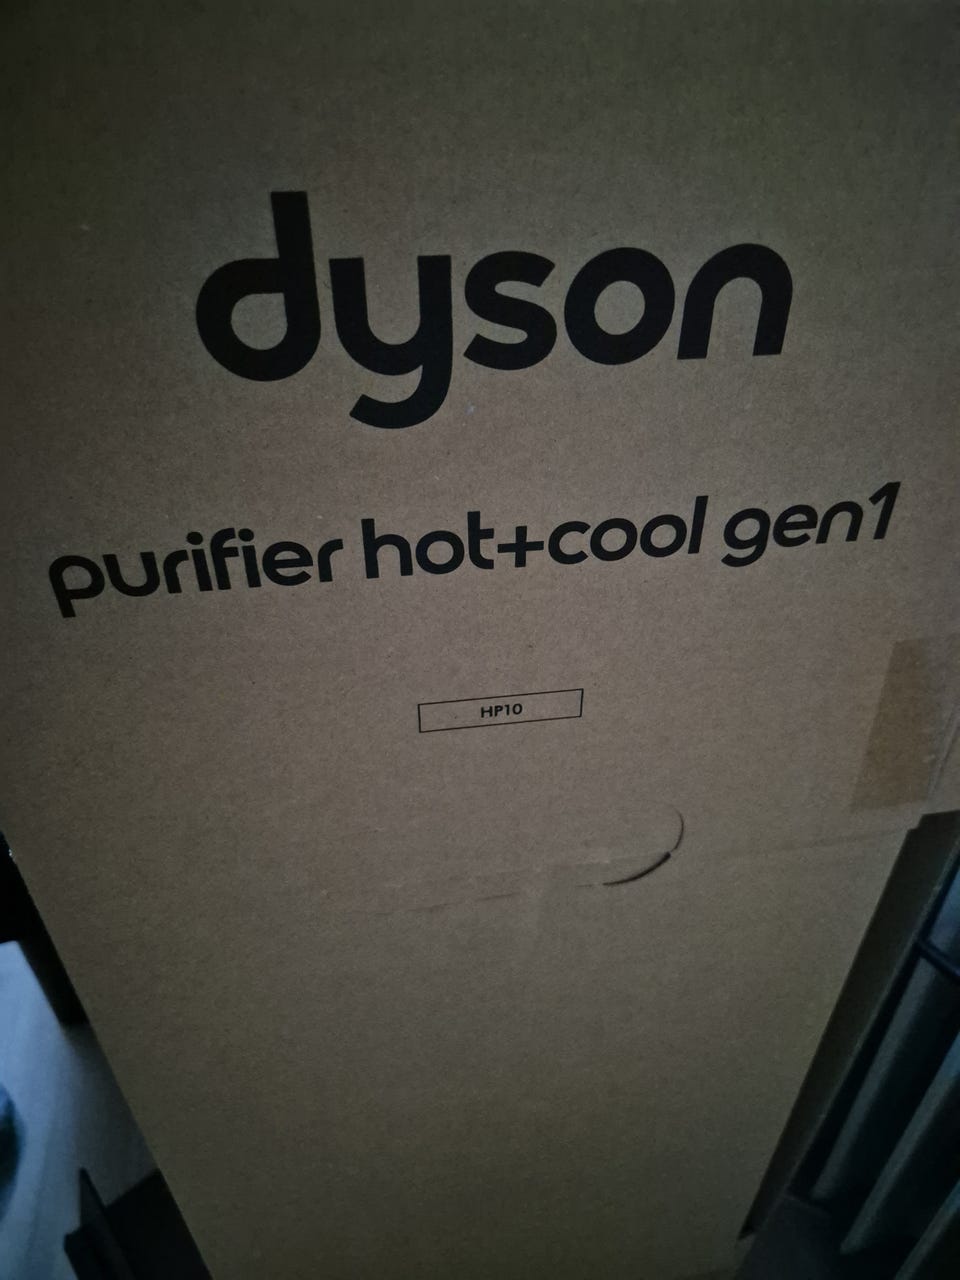 dyson
purifier hot+cool gen1
HP10